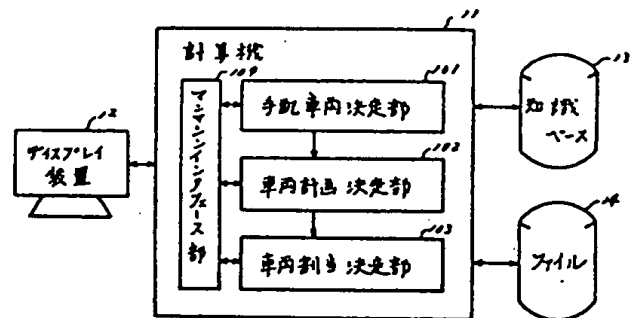 11
計算機
109
101
手配車両決定部
マンマシンインタフェース部
102
車両計画決定部
103
車両割当決定部
12
ディスプレイ
装置
13
知識
ベース
14
ファイル